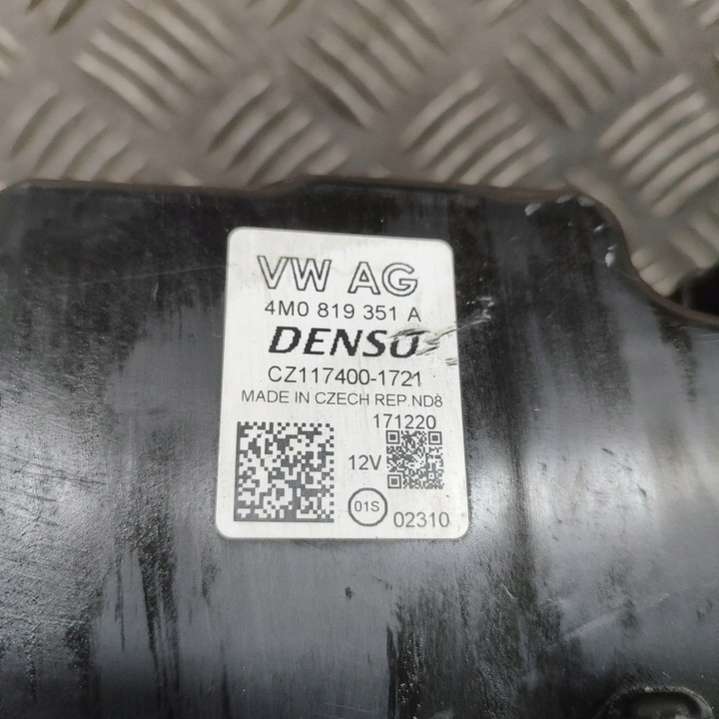 VW AG
4M0 819 351 A
DENSO
CZ117400-1721
MADE IN CZECH REP.ND8
171220
12V
01S
02310